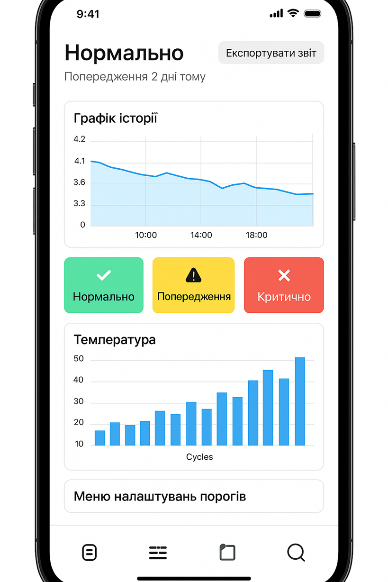 9:41
Нормально
Експортувати звіт
Попередження 2 дні тому
Графік історії
4.2
4.1
3.6
3.3
0
10:00 14:00 18:00
Нормально
Попередження
Критично
Температура
50
40
30
20
10
Cycles
Меню налаштувань порогів